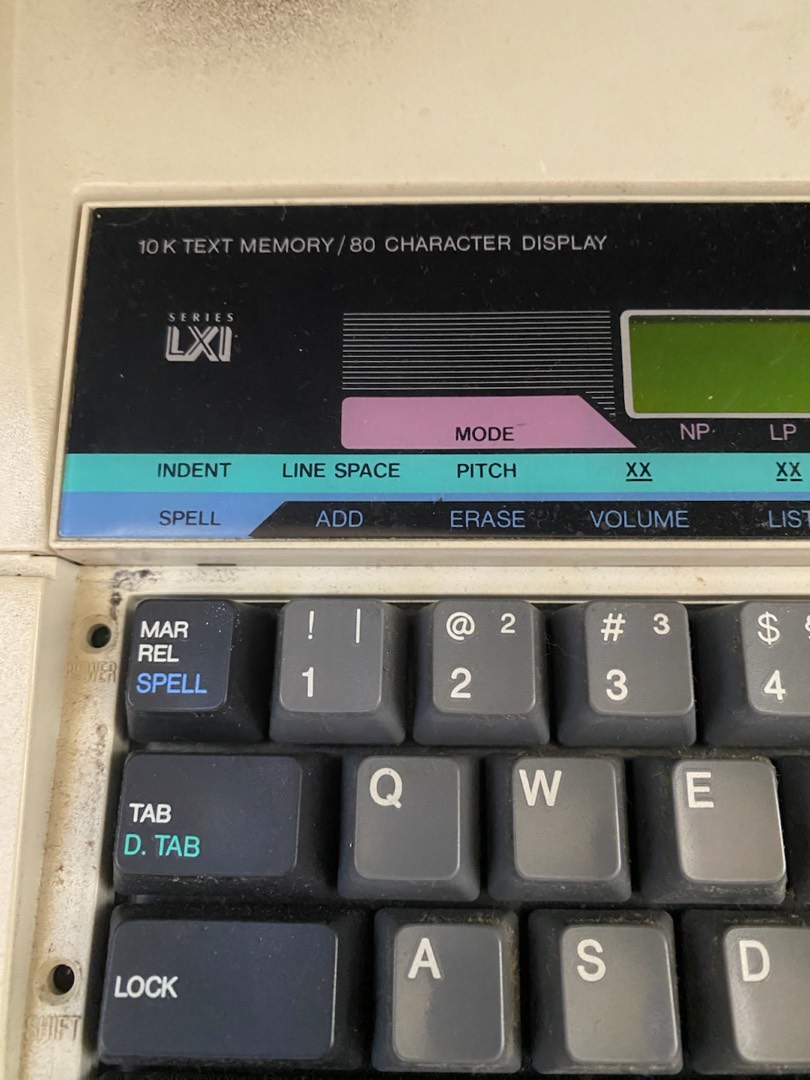 10 K TEXT MEMORY / 80 CHARACTER DISPLAY
SERIES
LXI
MODE NP LP
INDENT LINE SPACE PITCH XX XX
SPELL ADD ERASE VOLUME LIST
MAR
REL
SPELL
! |
1
@ 2
2
# 3
3
$
4
POWER
TAB
D. TAB
Q W E
LOCK
A S D
SHIFT